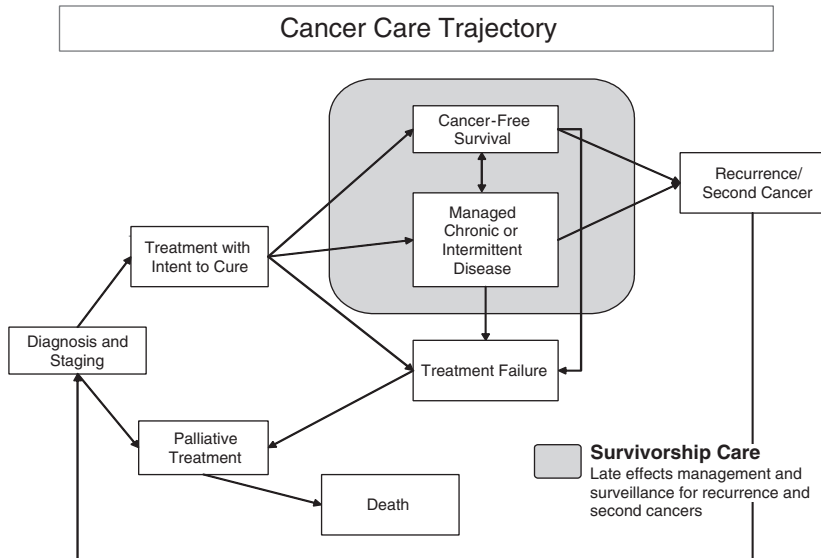 Cancer Care Trajectory
Cancer-Free
Survival
Recurrence/
Second Cancer
Managed
Chronic or
Intermittent
Disease
Treatment with
Intent to Cure
Diagnosis and
Staging
Treatment Failure
Palliative
Treatment
Death
Survivorship Care
Late effects management and
surveillance for recurrence and
second cancers